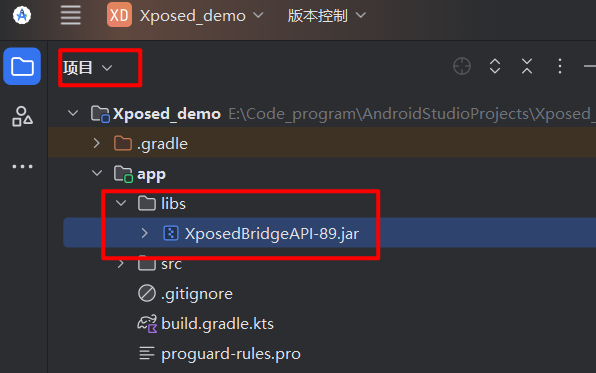 XD Xposed_demo 版本控制
项目
Xposed_demo E:\Code_program\AndroidStudioProjects\Xposed_
.gradle
app
libs
XposedBridgeAPI-89.jar
src
.gitignore
build.gradle.kts
proguard-rules.pro